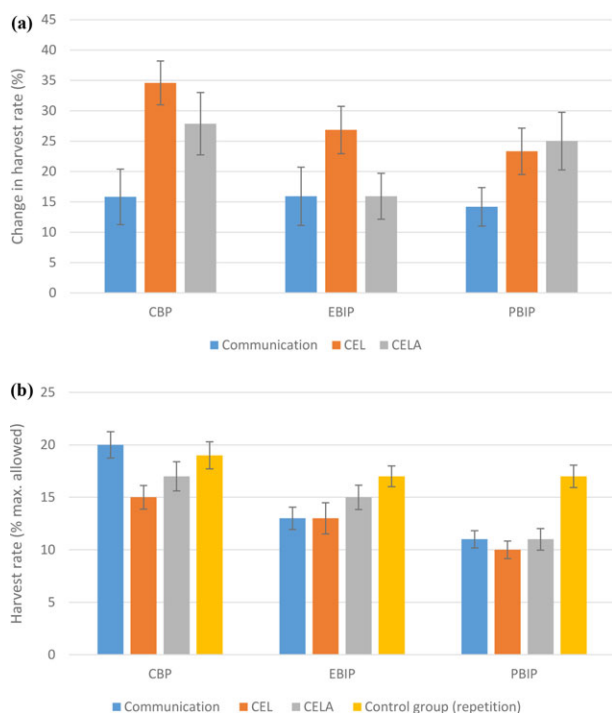 (a)
Change in harvest rate (%)
45
40
35
30
25
20
15
10
5
0
CBP EBIP PBIP
Communication CEL CELA
(b)
Harvest rate (% max. allowed)
25
20
15
10
5
0
CBP EBIP PBIP
Communication CEL CELA Control group (repetition)